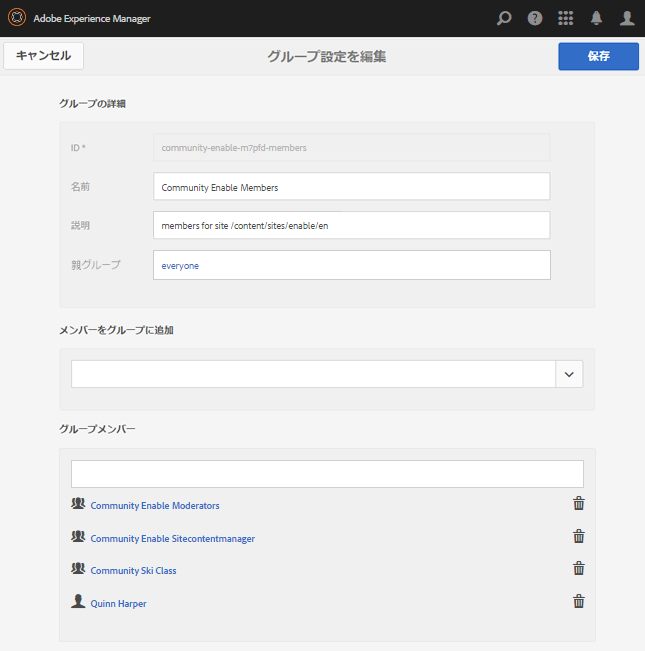 Adobe Experience Manager
キャンセル
グループ設定を編集
保存
グループの詳細
ID *
community-enable-m7pfd-members
名前
Community Enable Members
説明
members for site /content/sites/enable/en
親グループ
everyone
メンバーをグループに追加
グループメンバー
Community Enable Moderators
Community Enable Sitecontentmanager
Community Ski Class
Quinn Harper